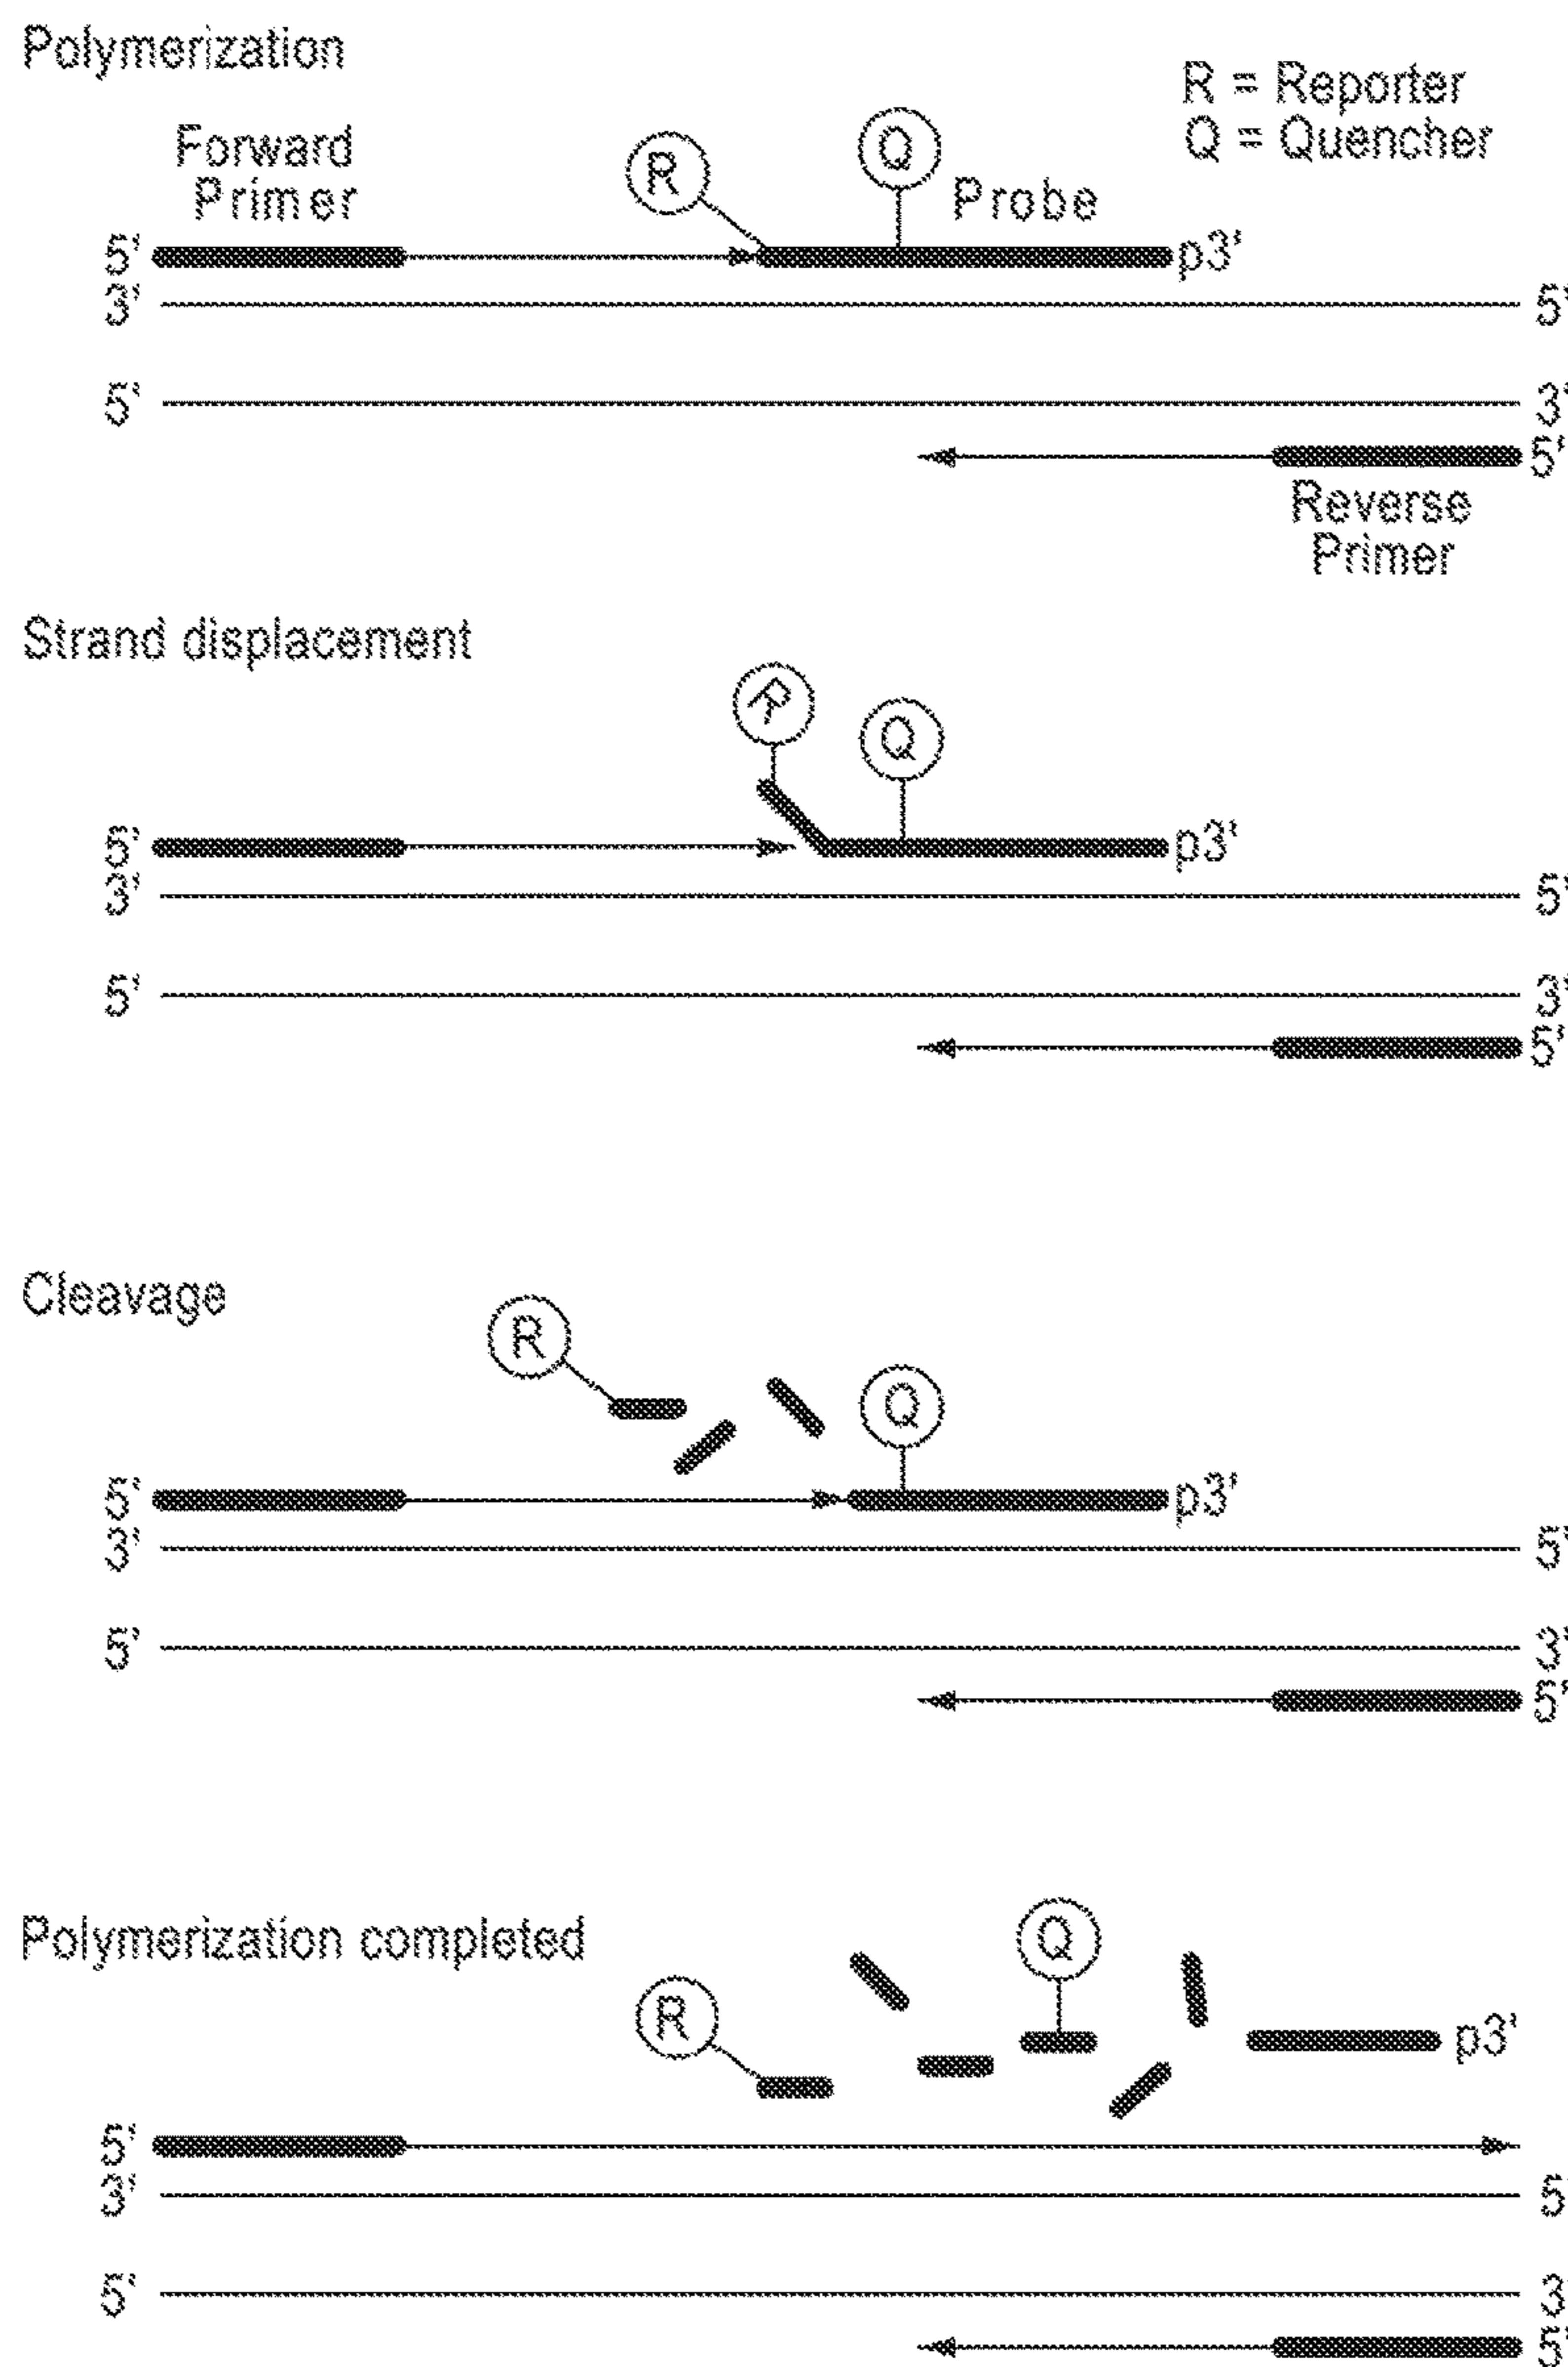 Polymerization
R = Reporter
Q = Quencher
Forward
Primer
R
Q
Probe
5' p3'
3' 5'
5' 3'
5'
Reverse
Primer
Strand displacement
R
Q
5' p3'
3' 5'
5' 3'
5'
Cleavage
R
Q
5' p3'
3' 5'
5' 3'
5'
Polymerization completed
Q
R
p3'
5'
3' 5'
5' 3'
5'